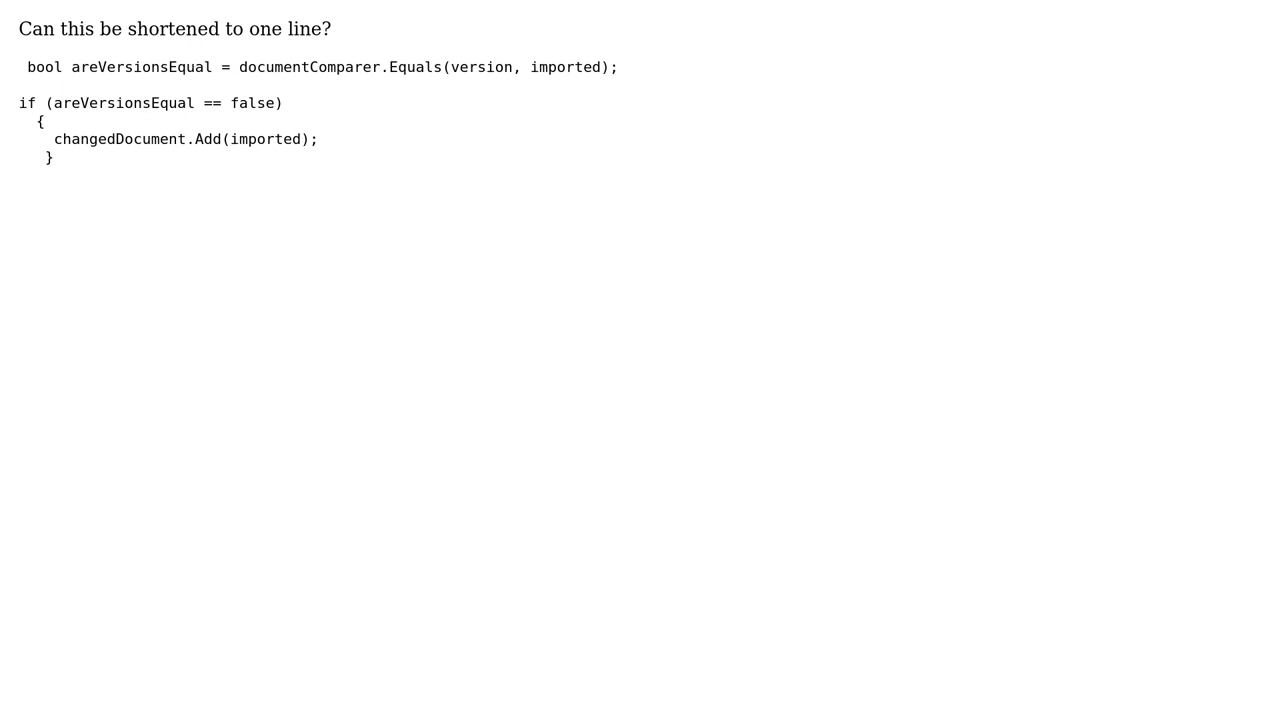 Can this be shortened to one line?
bool areVersionsEqual = documentComparer.Equals(version, imported);
if (areVersionsEqual == false)
{
changedDocument.Add(imported);
}